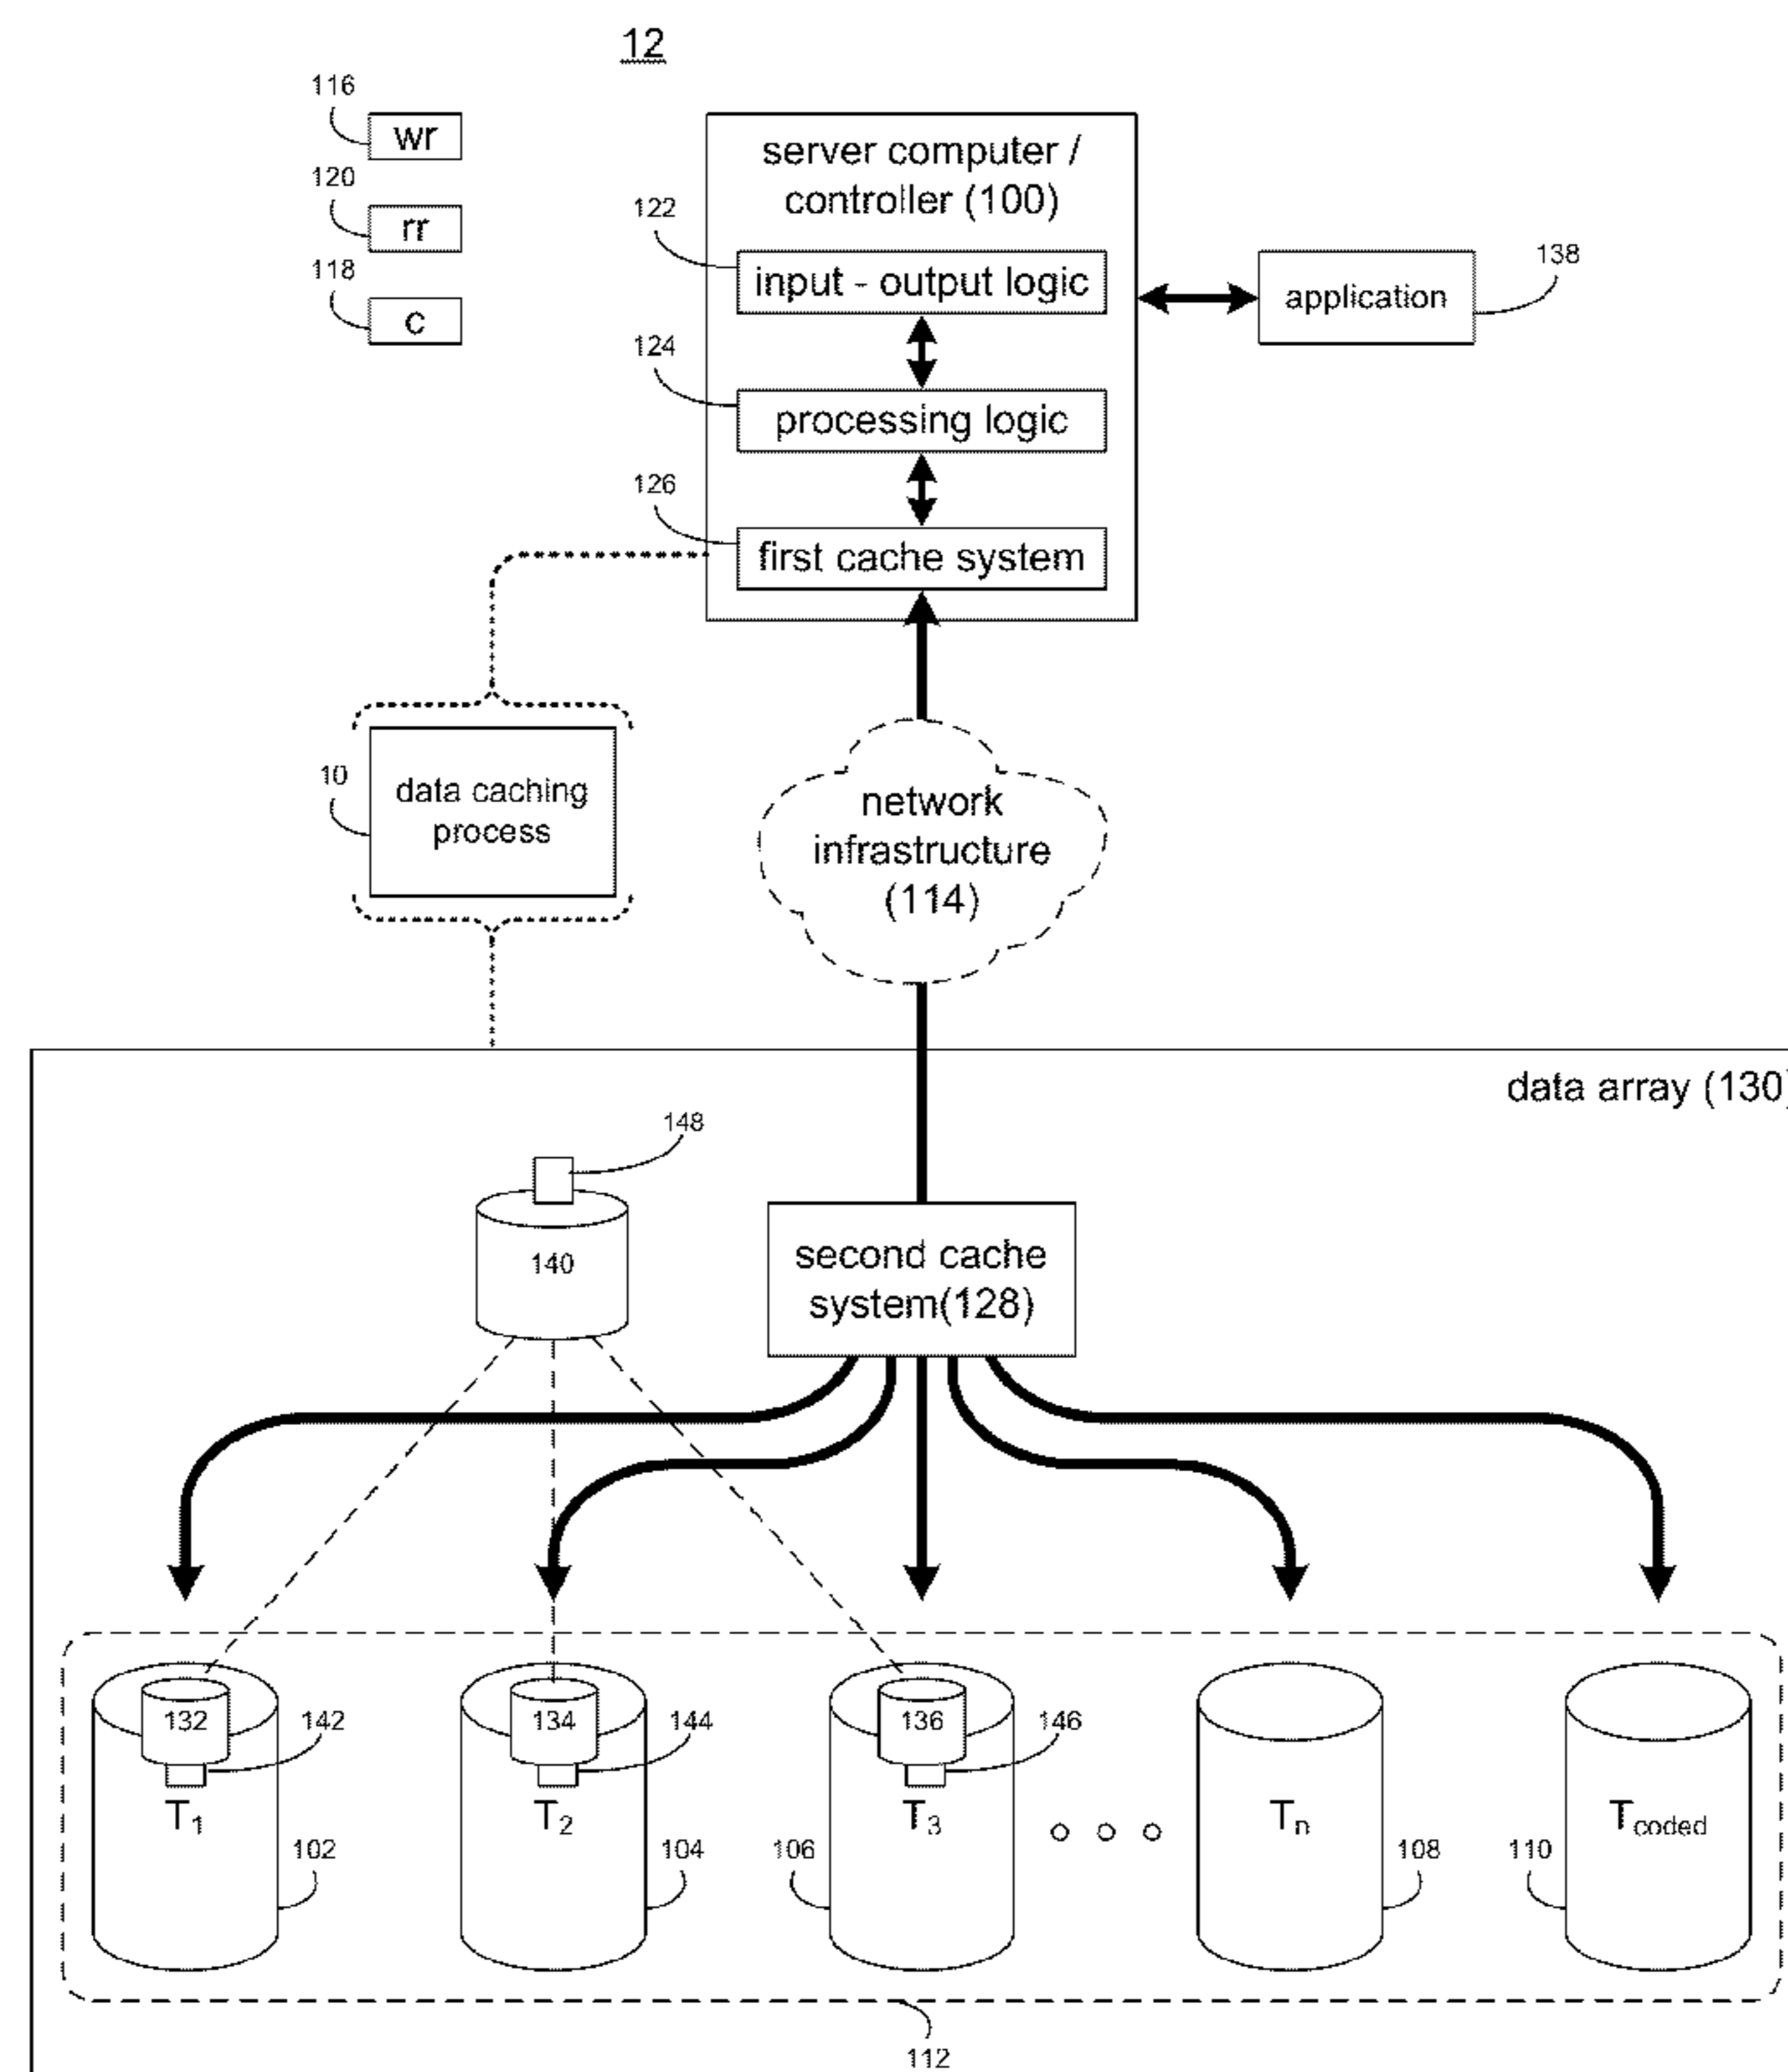 12
116
wr
120
rr
118
c
server computer /
controller (100)
122
input - output logic
124
processing logic
126
first cache system
138
application
10
data caching
process
network
infrastructure
(114)
data array (130)
148
140
second cache
system(128)
132
142
134
144
136
146
T1
T2
T3
Tn
Tcoded
102
104
106
108
110
112